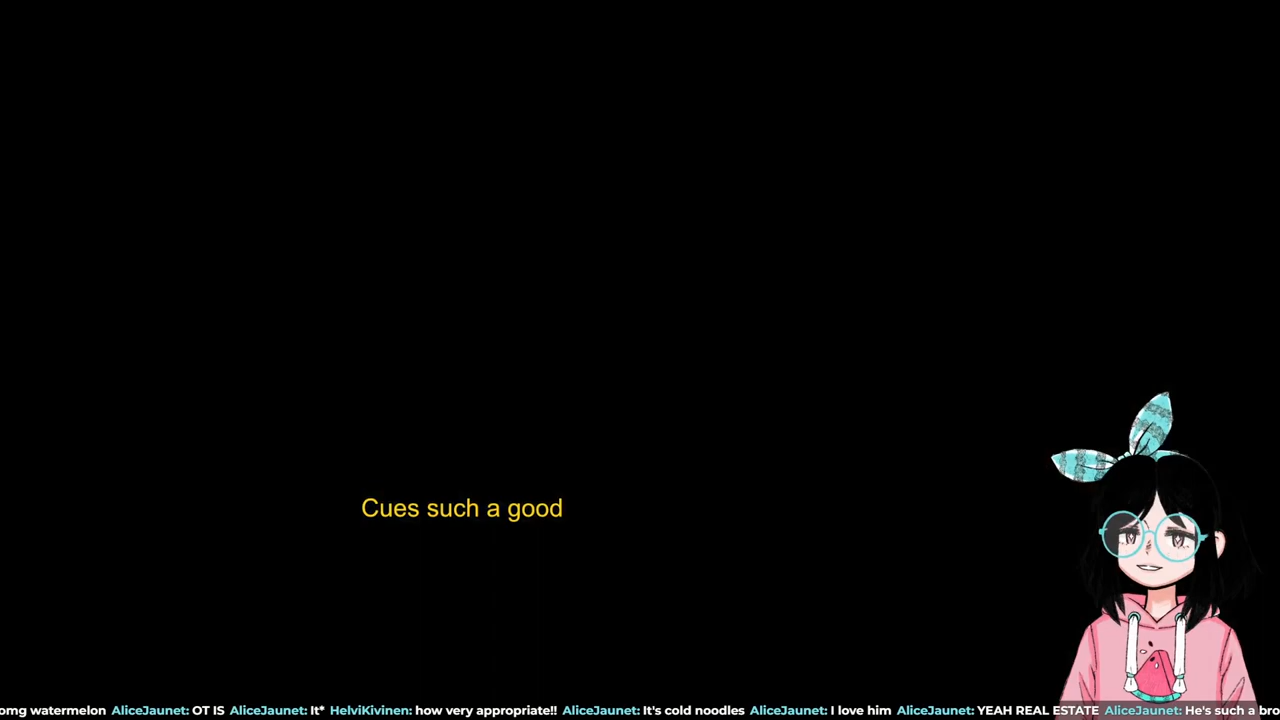 Cues such a good
omg watermelon AliceJaunet: OT IS AliceJaunet: It* HelviKivinen: how very appropriate!! AliceJaunet: It's cold noodles AliceJaunet: I love him AliceJaunet: YEAH REAL ESTATE AliceJaunet: He's such a bro